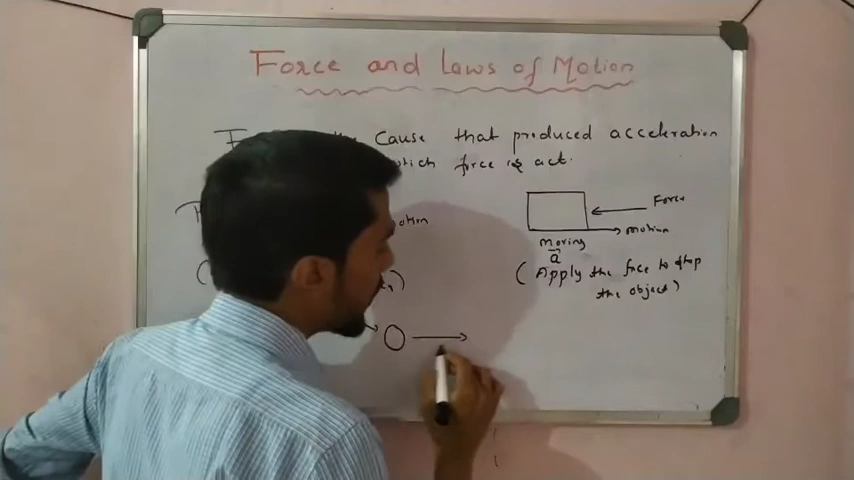 Force and Laws of Motion
Cause that produced acceleration
which force is act.
otion
Force
motion
moving
a
(Apply the force to stop
the object)